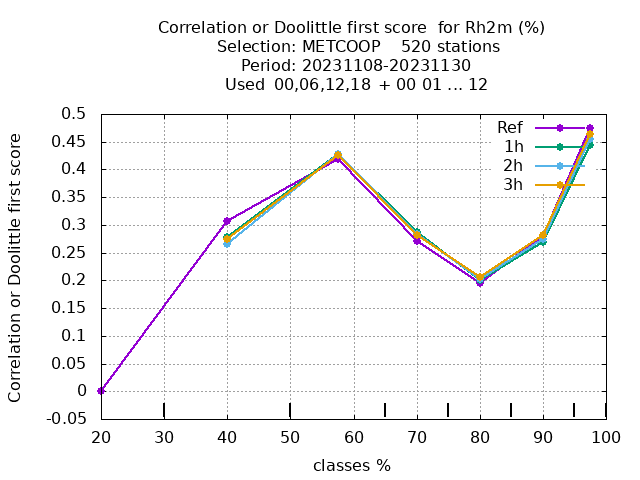 Correlation or Doolittle first score  for Rh2m (%)
Selection: METCOOP    520 stations
Period: 20231108-20231130
Used  00,06,12,18 + 00 01 ... 12
Correlation or Doolittle first score
0.5
0.45
0.4
0.35
0.3
0.25
0.2
0.15
0.1
0.05
0
-0.05
Ref
1h
2h
3h
20 30 40 50 60 70 80 90 100
classes %